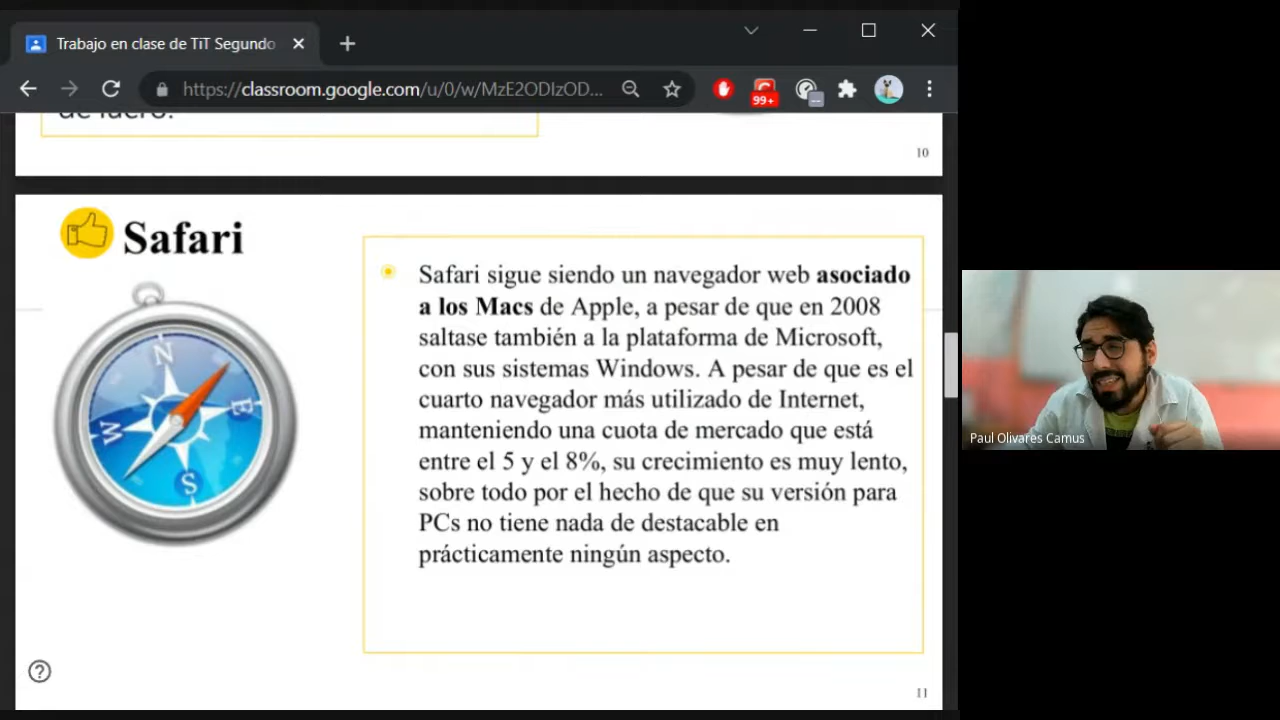 Trabajo en clase de TiT Segundo
https://classroom.google.com/u/0/w/MzE2ODIzOD...
99+
de lucro.
10
Safari
Safari sigue siendo un navegador web asociado
a los Macs de Apple, a pesar de que en 2008
saltase también a la plataforma de Microsoft,
con sus sistemas Windows. A pesar de que es el
cuarto navegador más utilizado de Internet,
manteniendo una cuota de mercado que está
entre el 5 y el 8%, su crecimiento es muy lento,
sobre todo por el hecho de que su versión para
PCs no tiene nada de destacable en
prácticamente ningún aspecto.
N
E
W
S
11
Paul Olivares Camus